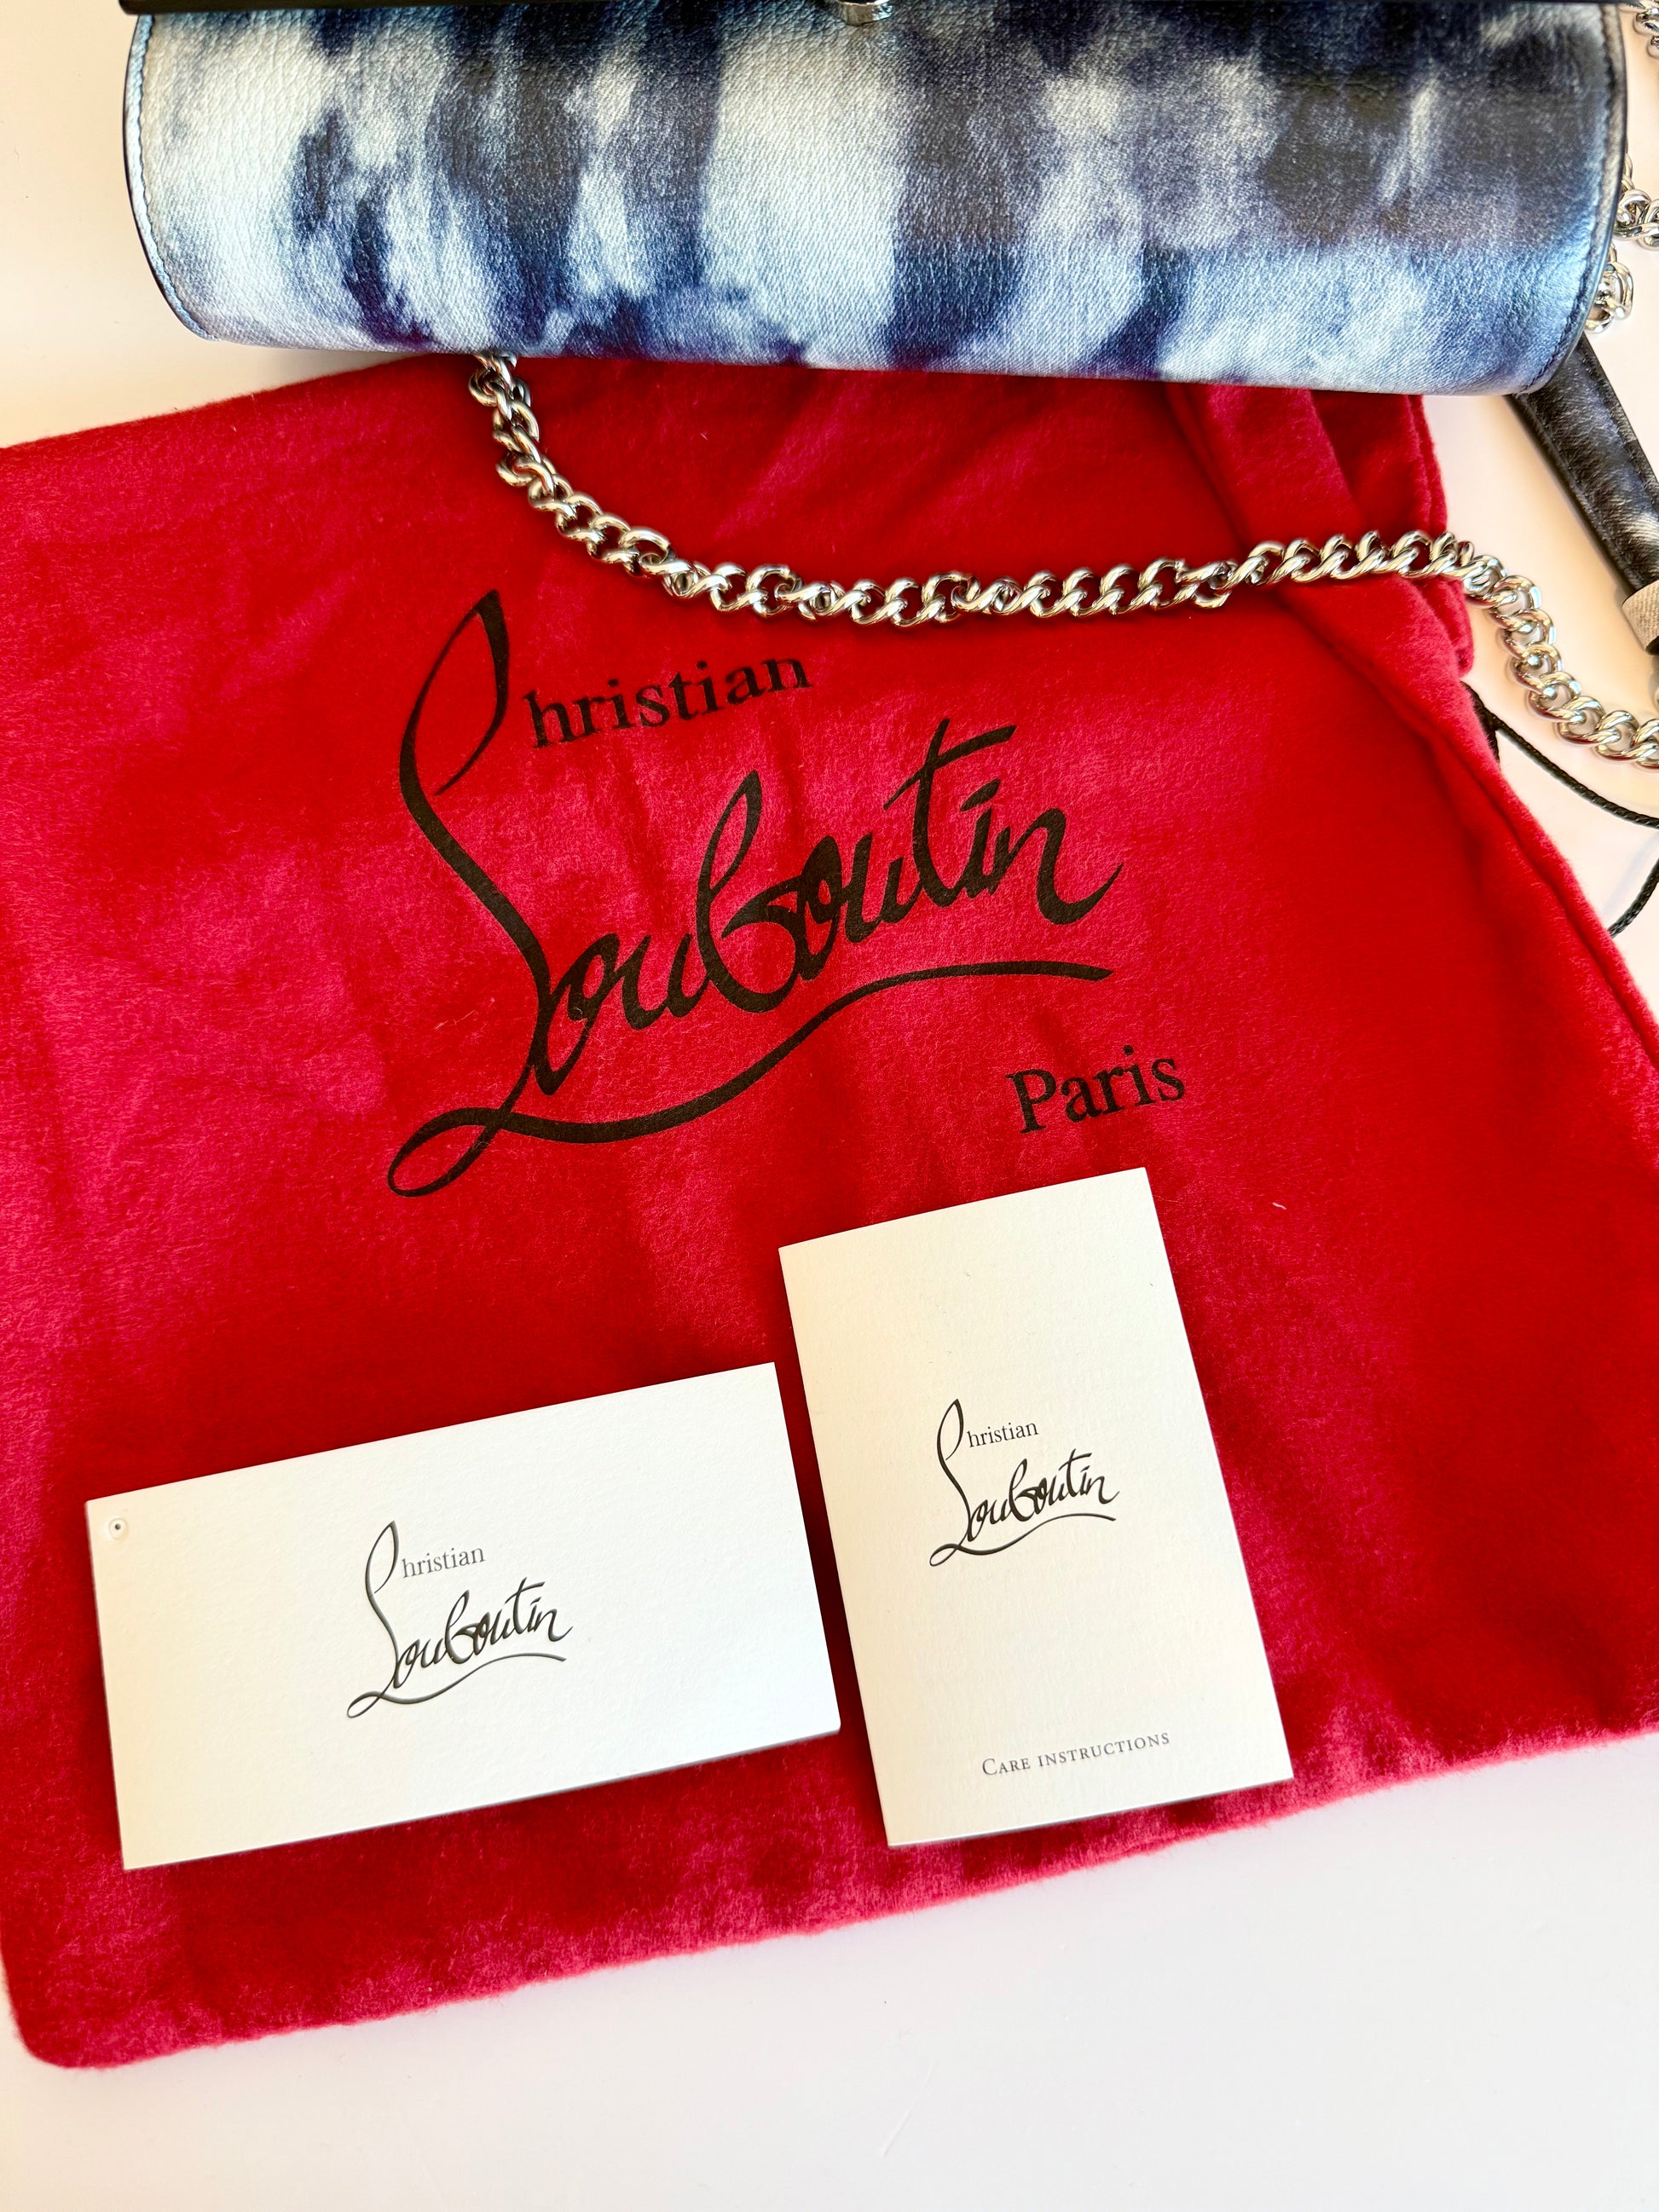 Christian
Louboutin
Paris
Christian
Louboutin
Christian
Louboutin
CARE INSTRUCTIONS